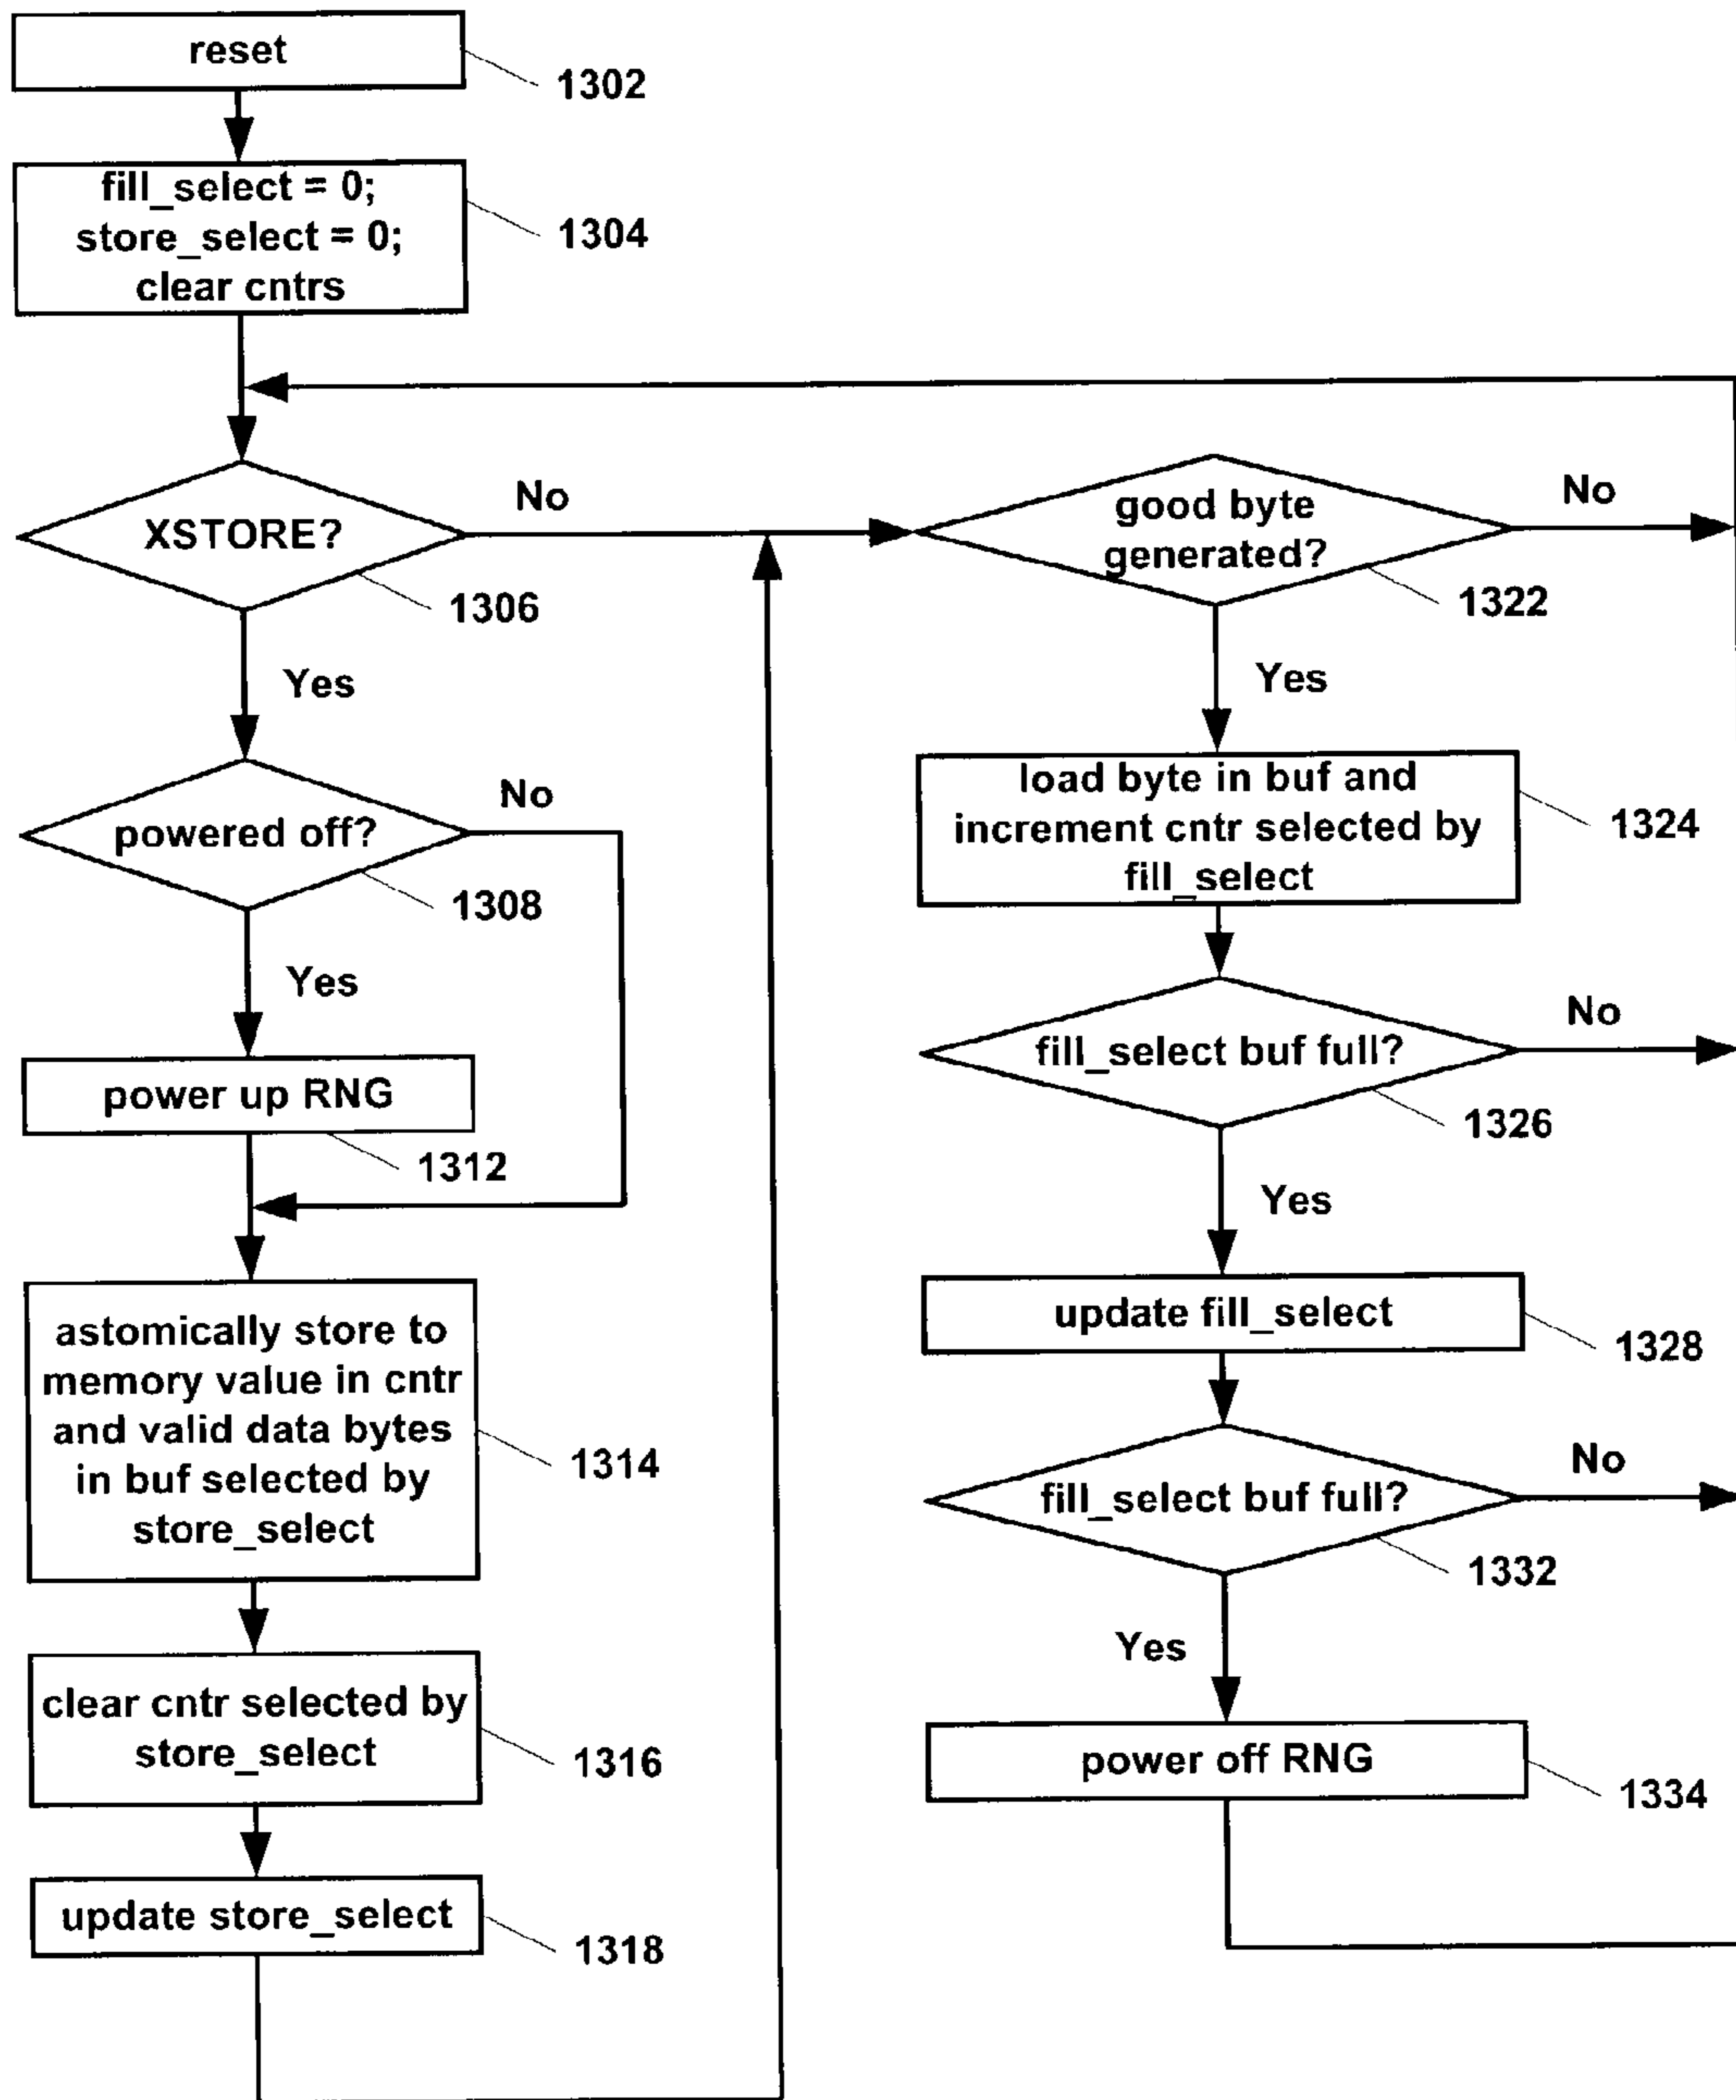 reset
1302
fill_select = 0;
store_select = 0;
clear cntrs
1304
XSTORE?
1306
No
Yes
powered off?
1308
No
Yes
power up RNG
1312
astomically store to
memory value in cntr
and valid data bytes
in buf selected by
store_select
1314
clear cntr selected by
store_select
1316
update store_select
1318
good byte
generated?
1322
No
Yes
load byte in buf and
increment cntr selected by
fill_select
1324
fill_select buf full?
1326
No
Yes
update fill_select
1328
fill_select buf full?
1332
No
Yes
power off RNG
1334